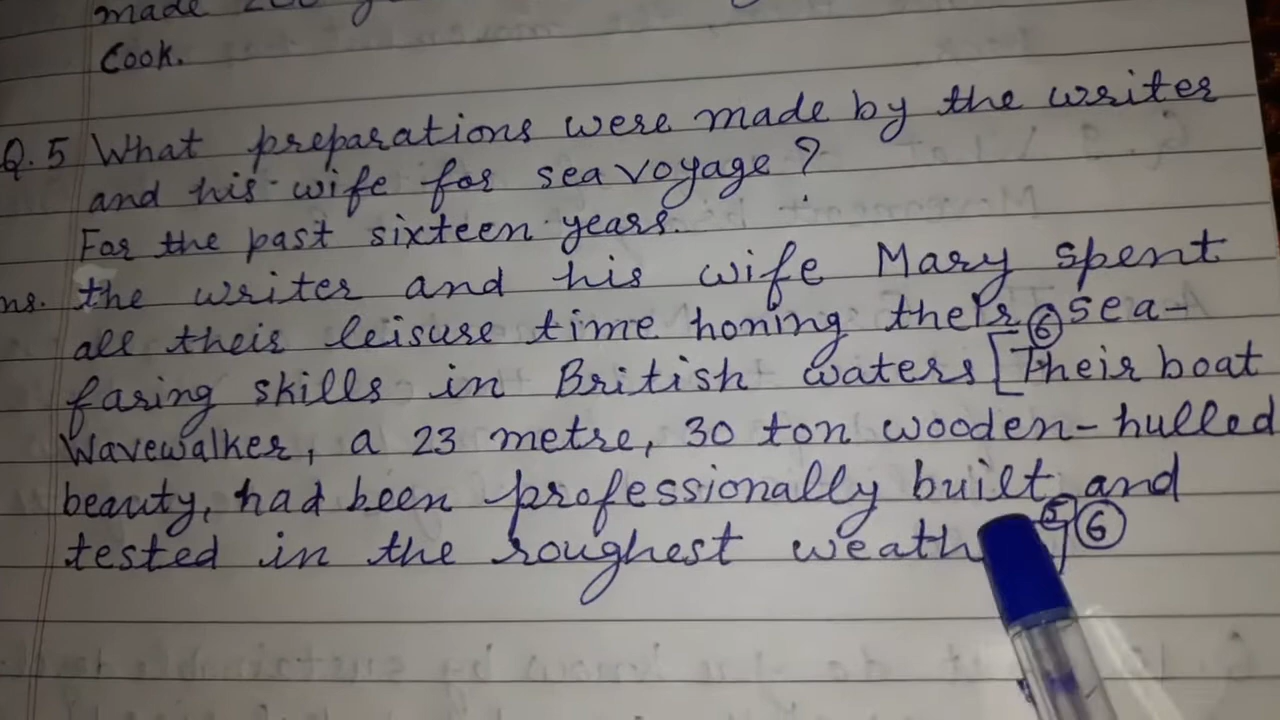 made
Cook.
Q.5 What preparations were made by the writer
and his wife for sea voyage ?
For the past sixteen years.
ns. the writer and his wife Mary spent
all their leisure time honing their ⑥ sea-
faring skills in British waters [Their boat
Wavewalker, a 23 metre, 30 ton wooden-hulled
beauty, had been professionally built and
tested in the roughest weath ⑥